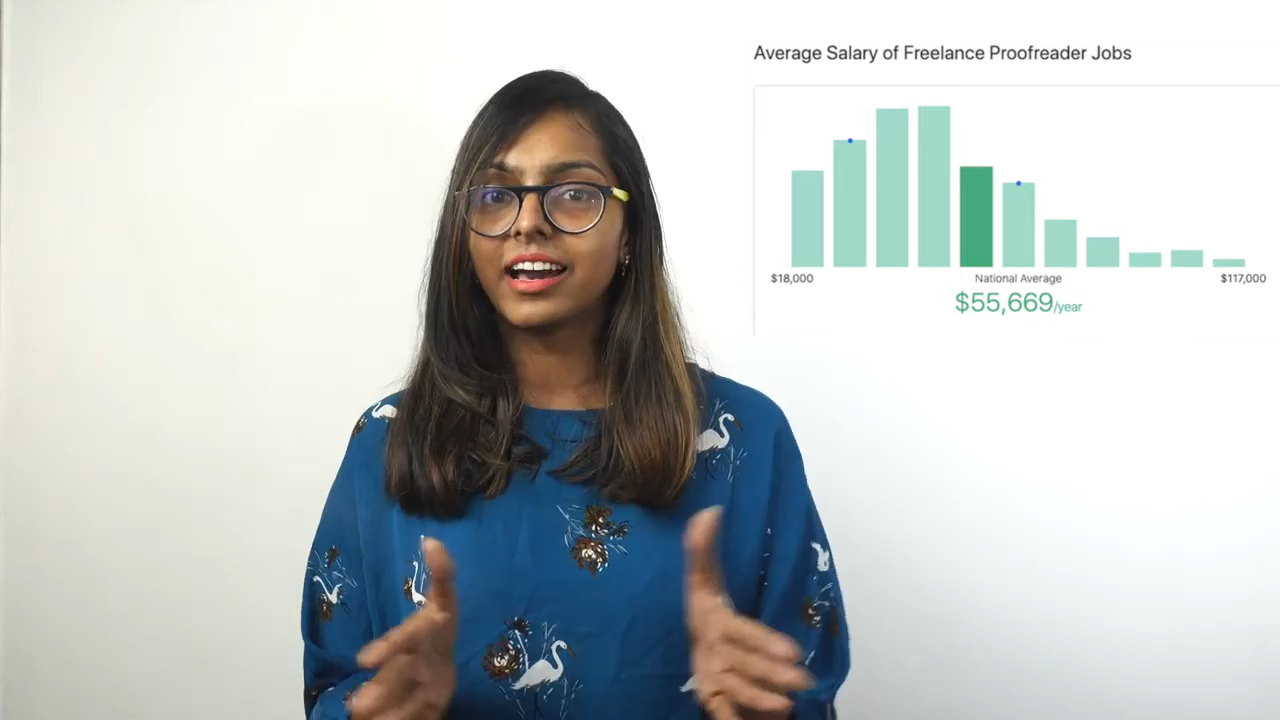 Average Salary of Freelance Proofreader Jobs
$18,000
National Average
$117,000
$55,669/year